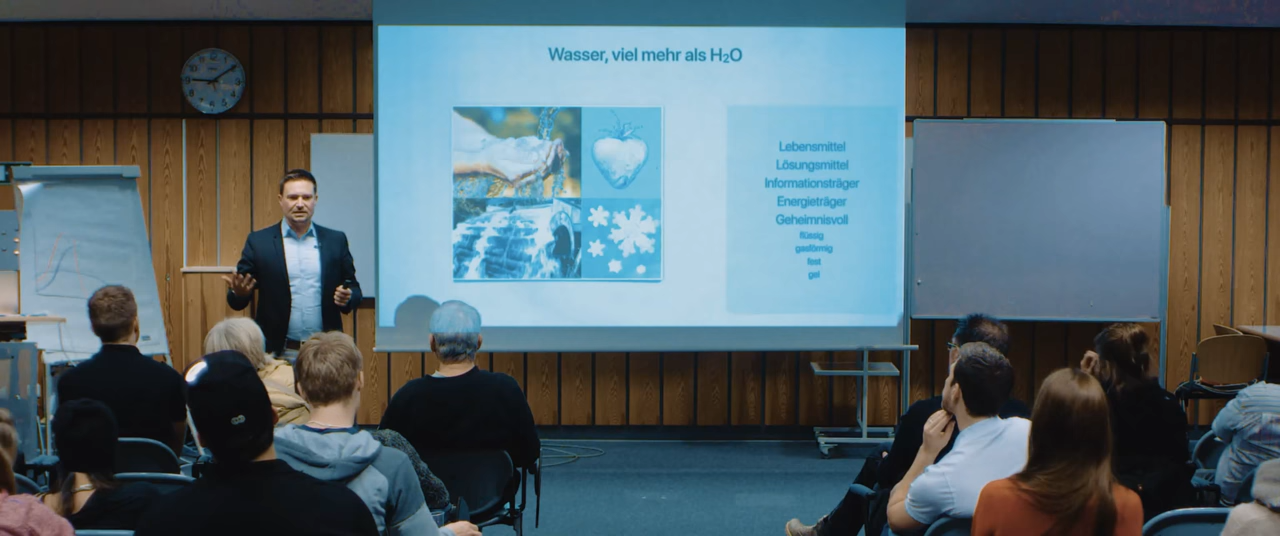 Wasser, viel mehr als H₂O
Lebensmittel
Lösungsmittel
Informationsträger
Energieträger
Geheimnisvoll
flüssig
gasförmig
fest
gel